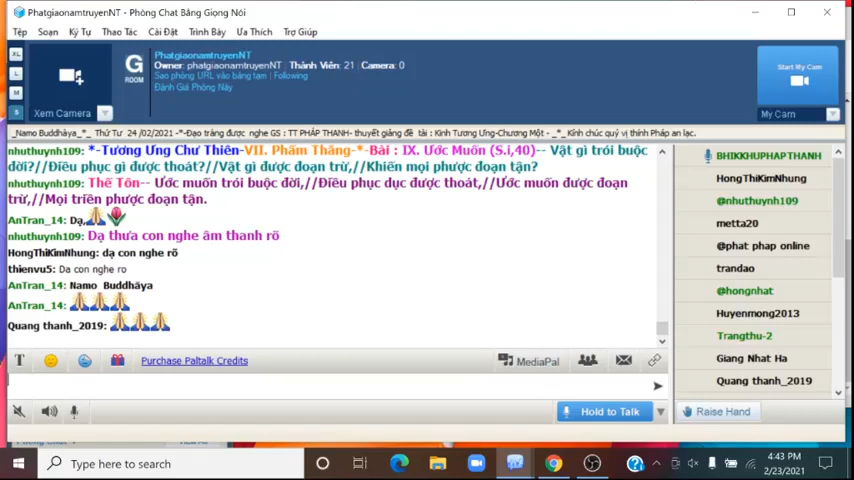 PhatgiaonamtruyenNT - Phòng Chat Bằng Giọng Nói
Tệp Soạn Ký Tự Thao Tác Cài Đặt Trình Bày Ưa Thích Trợ Giúp
XL
L
M
S
Xem Camera
G
ROOM
PhatgiaonamtruyenNT
Owner: phatgiaonamtruyenNT | Thành Viên: 21 | Camera: 0
Sao phỏng URL vào bảng tạm | Following
Đánh Giá Phòng Này
Start My Cam
My Cam
_Namo Buddhàya_*_ Thứ Tư 24/02/2021 -*-Đạo tràng được nghe GS : TT PHÁP THANH- thuyết giảng đề tài : Kinh Tương Ưng-Chương Một - _*_Kính chúc quý vị thính Pháp an lạc.
nhuthuynh109: *-Tương Ưng Chư Thiên-VII. Phẩm Thắng-*-Bài : IX. Ước Muốn (S.i,40)-- Vật gì trói buộc
đời?//Điều phục gì được thoát?//Vật gì được đoạn trừ,//Khiến mọi phược đoạn tận?
nhuthuynh109: Thế Tôn-- Ước muốn trói buộc đời,//Điều phục dục được thoát,//Ước muốn được đoạn
trừ,//Mọi triền phược đoạn tận.
AnTran_14: Dạ,
nhuthuynh109: Dạ thưa con nghe âm thanh rõ
HongThiKimNhung: dạ con nghe rõ
thienvu5: Da con nghe ro
AnTran_14: Namo Buddhāya
AnTran_14:
Quang thanh_2019:
BHIKKHUPHAPTHANH
HongThiKimNhung
@nhuthuynh109
metta20
@phat phap online
trandao
@hongnhat
Huyenmong2013
Trangthu-2
Giang Nhat Ha
Quang thanh_2019
T Purchase Paltalk Credits MediaPal
Hold to Talk Raise Hand
Type here to search
4:43 PM
2/23/2021